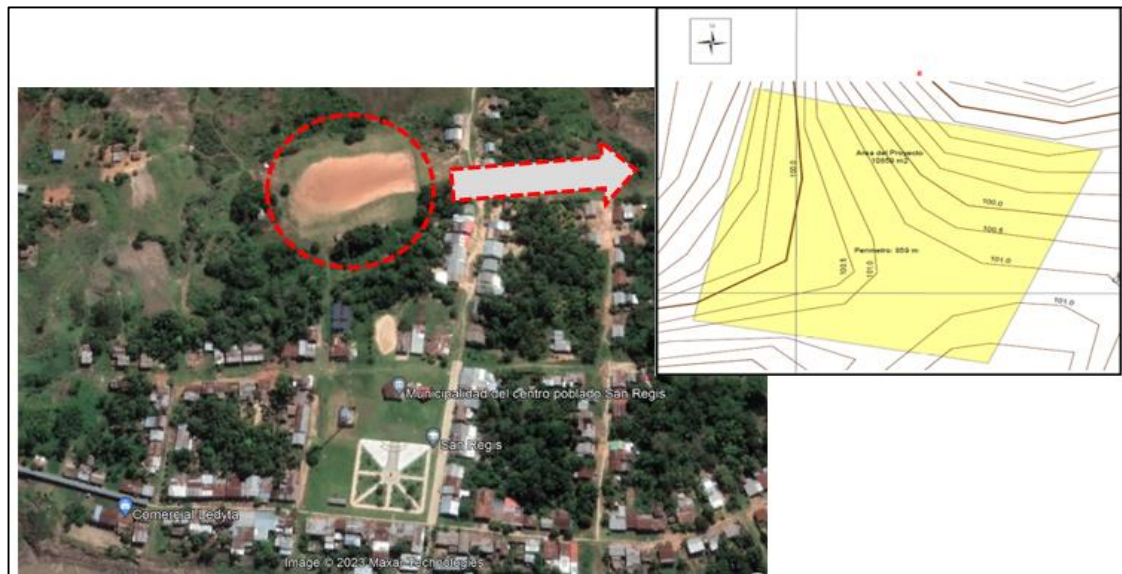 Area del Proyecto
10659 m2
100.0
100.0
100.5
Perimetro: 959 m
100.5
101.0
101.0
101.0
Municipalidad del centro poblado San Regis
San Regis
Comercial Ledyta
Image © 2023 Maxar Technologies